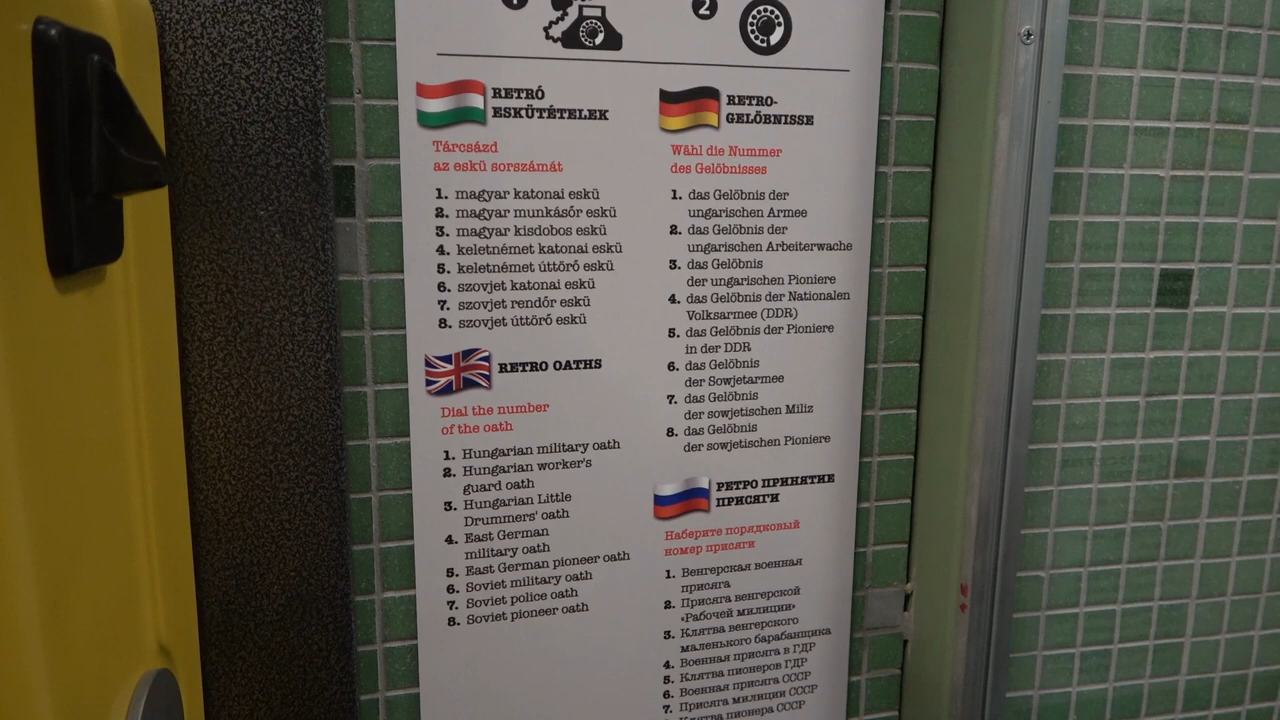 2
RETRÓ
ESKÜTÉTELEK
Tárcsázd
az eskü sorszámát
1. magyar katonai eskü
2. magyar munkásőr eskü
3. magyar kisdobos eskü
4. keletnémet katonai eskü
5. keletnémet úttörő eskü
6. szovjet katonai eskü
7. szovjet rendőr eskü
8. szovjet úttörő eskü
RETRO OATHS
Dial the number
of the oath
1. Hungarian military oath
2. Hungarian worker's
guard oath
3. Hungarian Little
Drummers' oath
4. East German
military oath
5. East German pioneer oath
6. Soviet military oath
7. Soviet police oath
8. Soviet pioneer oath
RETRO-
GELÖBNISSE
Wähl die Nummer
des Gelöbnisses
1. das Gelöbnis der
ungarischen Armee
2. das Gelöbnis der
ungarischen Arbeiterwache
3. das Gelöbnis
der ungarischen Pioniere
4. das Gelöbnis der Nationalen
Volksarmee (DDR)
5. das Gelöbnis der Pioniere
in der DDR
6. das Gelöbnis
der Sowjetarmee
7. das Gelöbnis
der sowjetischen Miliz
8. das Gelöbnis
der sowjetischen Pioniere
РЕТРО ПРИНЯТИЕ
ПРИСЯГИ
Наберите порядковый
номер присяги
1. Венгерская военная
присяга
2. Присяга венгерской
«Рабочей милиции»
3. Клятва венгерского
маленького барабанщика
4. Военная присяга в ГДР
5. Клятва пионеров ГДР
6. Военная присяга СССР
7. Присяга милиции СССР
Клятва пионера СССР